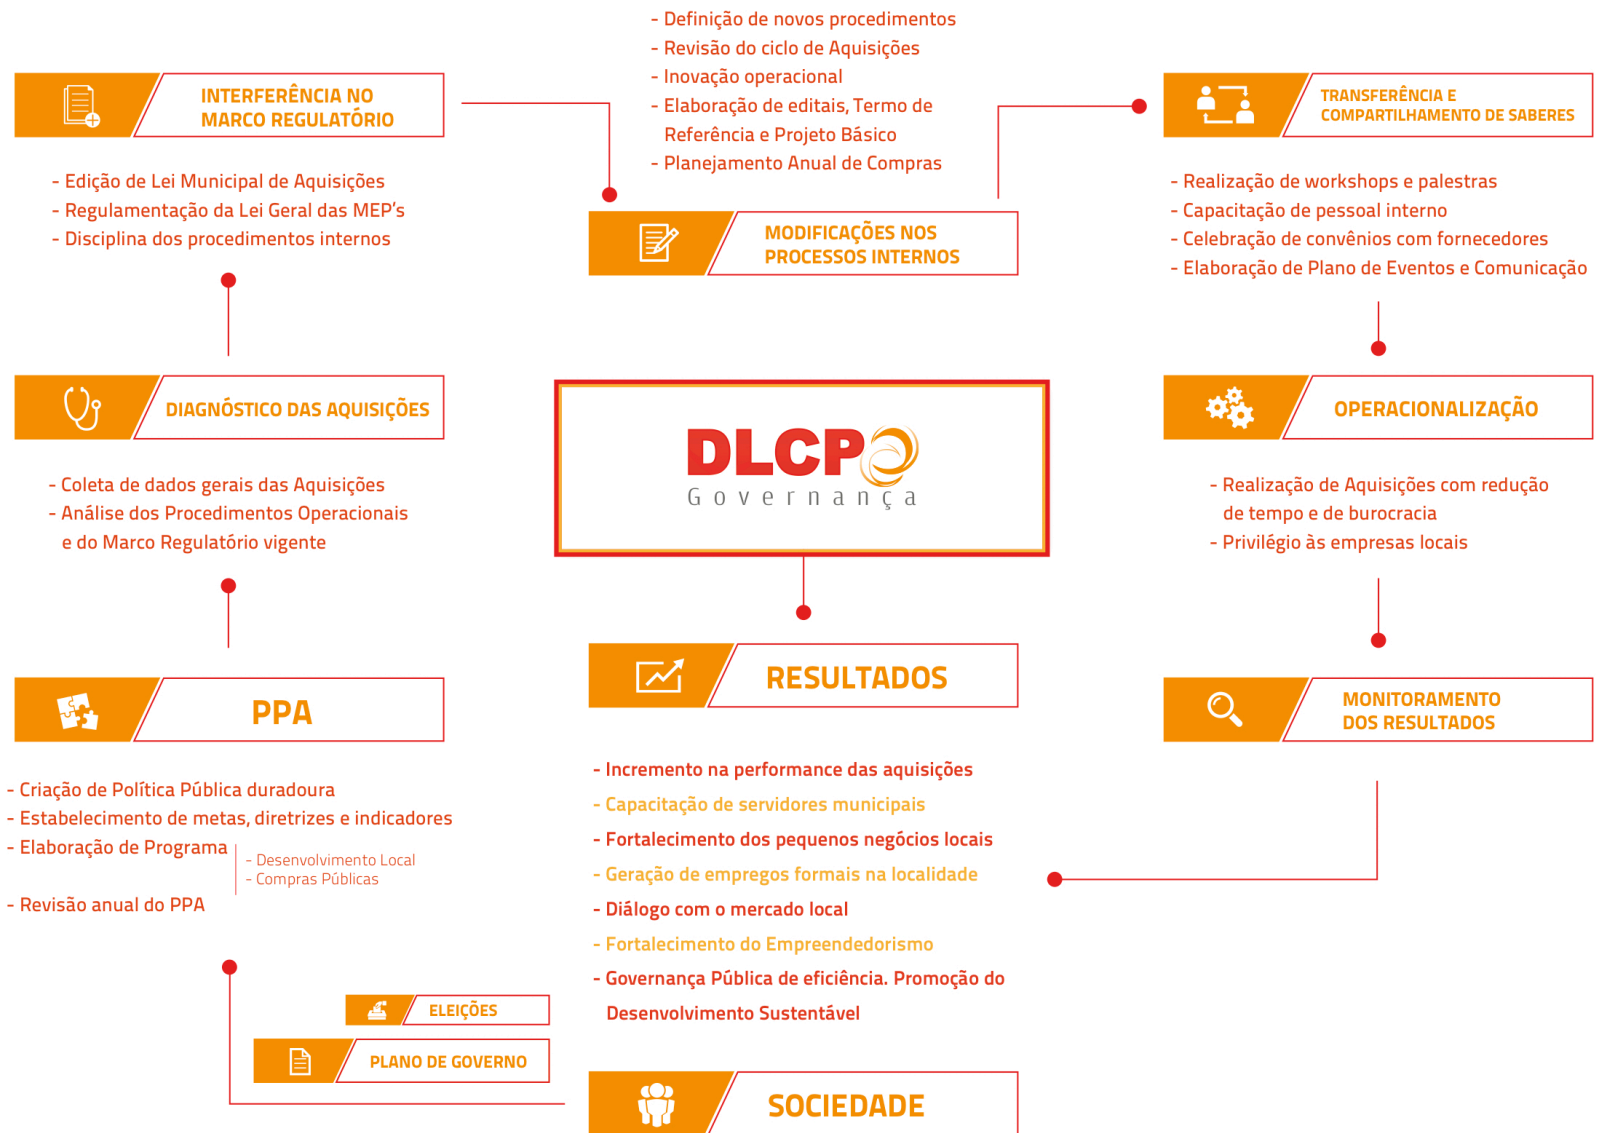 - Definição de novos procedimentos
- Revisão do ciclo de Aquisições
- Inovação operacional
- Elaboração de editais, Termo de
Referência e Projeto Básico
- Planejamento Anual de Compras
INTERFERÊNCIA NO
MARCO REGULATÓRIO
- Edição de Lei Municipal de Aquisições
- Regulamentação da Lei Geral das MEP's
- Disciplina dos procedimentos internos
MODIFICAÇÕES NOS
PROCESSOS INTERNOS
TRANSFERÊNCIA E
COMPARTILHAMENTO DE SABERES
- Realização de workshops e palestras
- Capacitação de pessoal interno
- Celebração de convênios com fornecedores
- Elaboração de Plano de Eventos e Comunicação
DIAGNÓSTICO DAS AQUISIÇÕES
- Coleta de dados gerais das Aquisições
- Análise dos Procedimentos Operacionais
e do Marco Regulatório vigente
DLCP
Governança
OPERACIONALIZAÇÃO
- Realização de Aquisições com redução
de tempo e de burocracia
- Privilégio às empresas locais
PPA
- Criação de Política Pública duradoura
- Estabelecimento de metas, diretrizes e indicadores
- Elaboração de Programa
- Desenvolvimento Local
- Compras Públicas
- Revisão anual do PPA
RESULTADOS
- Incremento na performance das aquisições
- Capacitação de servidores municipais
- Fortalecimento dos pequenos negócios locais
- Geração de empregos formais na localidade
- Diálogo com o mercado local
- Fortalecimento do Empreendedorismo
- Governança Pública de eficiência. Promoção do
Desenvolvimento Sustentável
MONITORAMENTO
DOS RESULTADOS
ELEIÇÕES
PLANO DE GOVERNO
SOCIEDADE